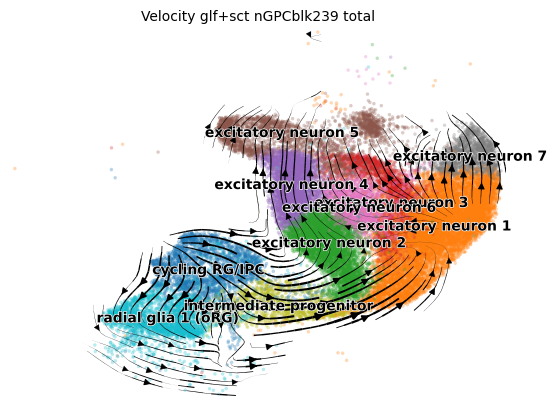 Velocity glf+sct nGPCblk239 total
excitatory neuron 5
excitatory neuron 7
excitatory neuron 4
excitatory neuron 3
excitatory neuron 6
excitatory neuron 1
excitatory neuron 2
cycling RG/IPC
intermediate progenitor
radial glia 1 (oRG)